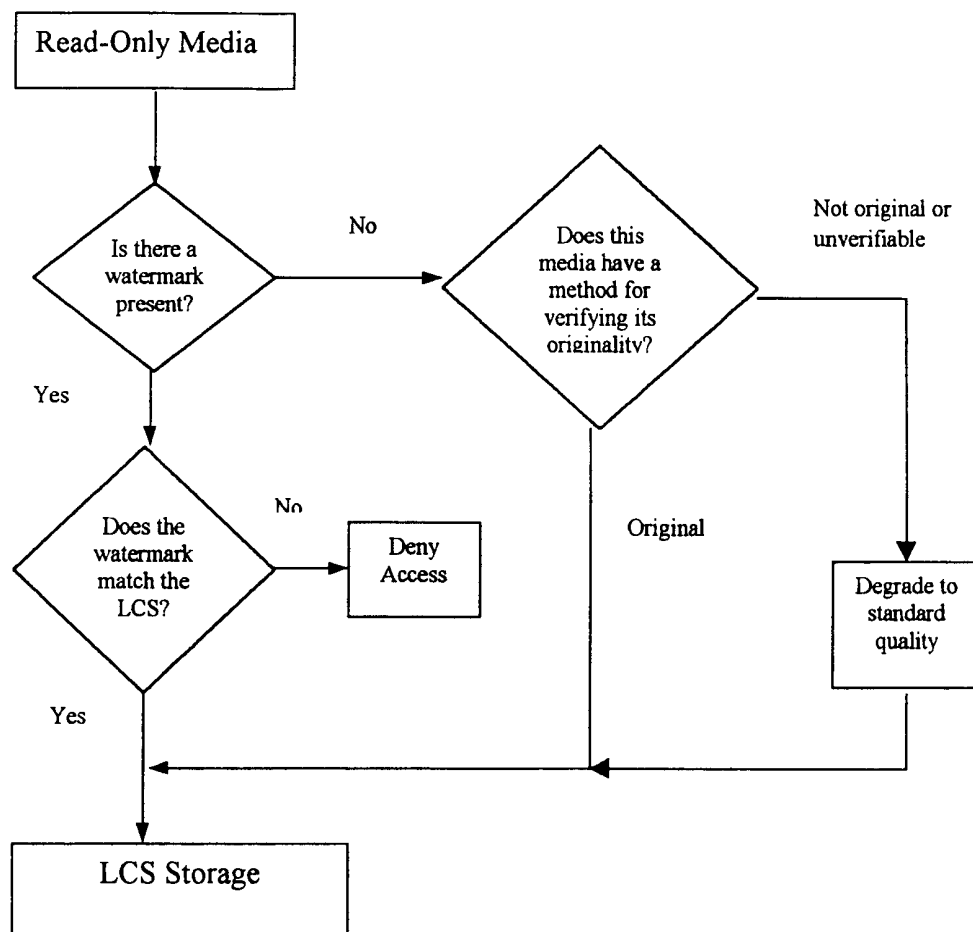 Read-Only Media
Is there a
watermark
present?
No
Does this
media have a
method for
verifying its
originality?
Not original or
unverifiable
Yes
Does the
watermark
match the
LCS?
No
Deny
Access
Original
Degrade to
standard
quality
Yes
LCS Storage